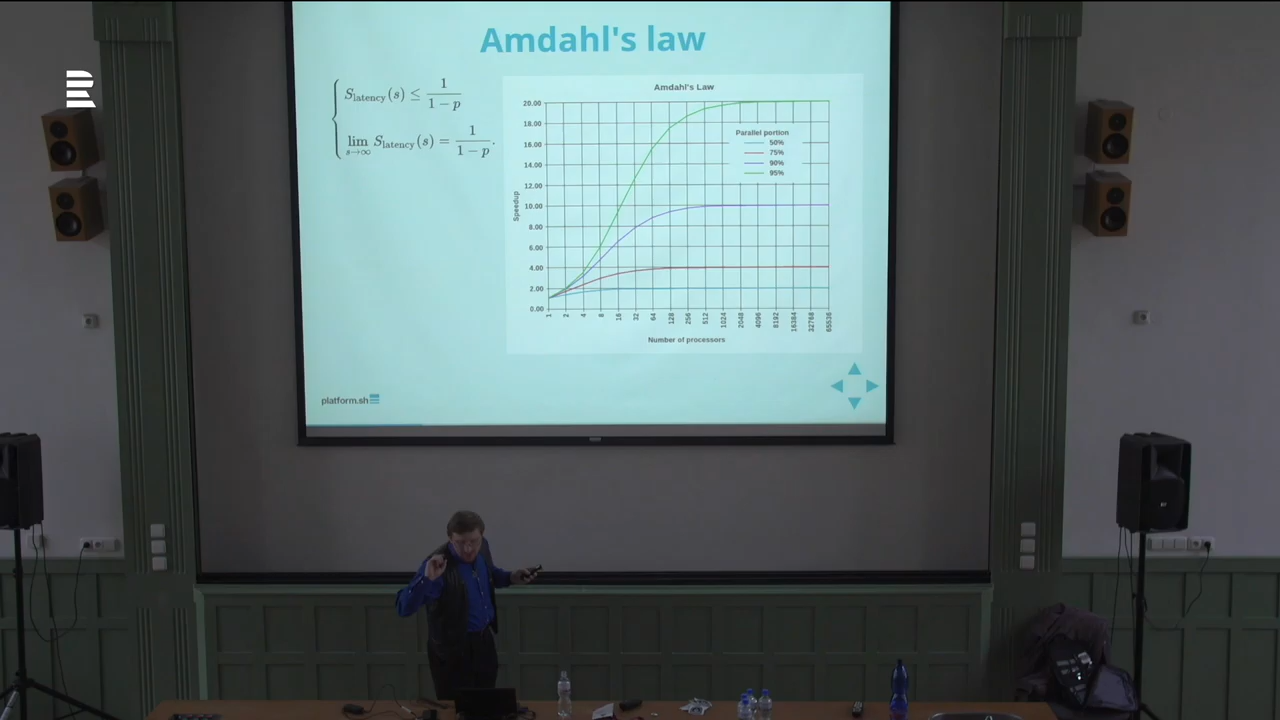 Amdahl's law
S_latency(s) ≤ 1/(1 − p)
lim s→∞ S_latency(s) = 1/(1 − p).
Amdahl's Law
20.00
18.00
16.00
14.00
12.00
10.00
8.00
6.00
4.00
2.00
0.00
Speedup
Parallel portion
50%
75%
90%
95%
1 2 4 8 16 32 64 128 256 512 1024 2048 4096 8192 16384 32768 65536
Number of processors
platform.sh